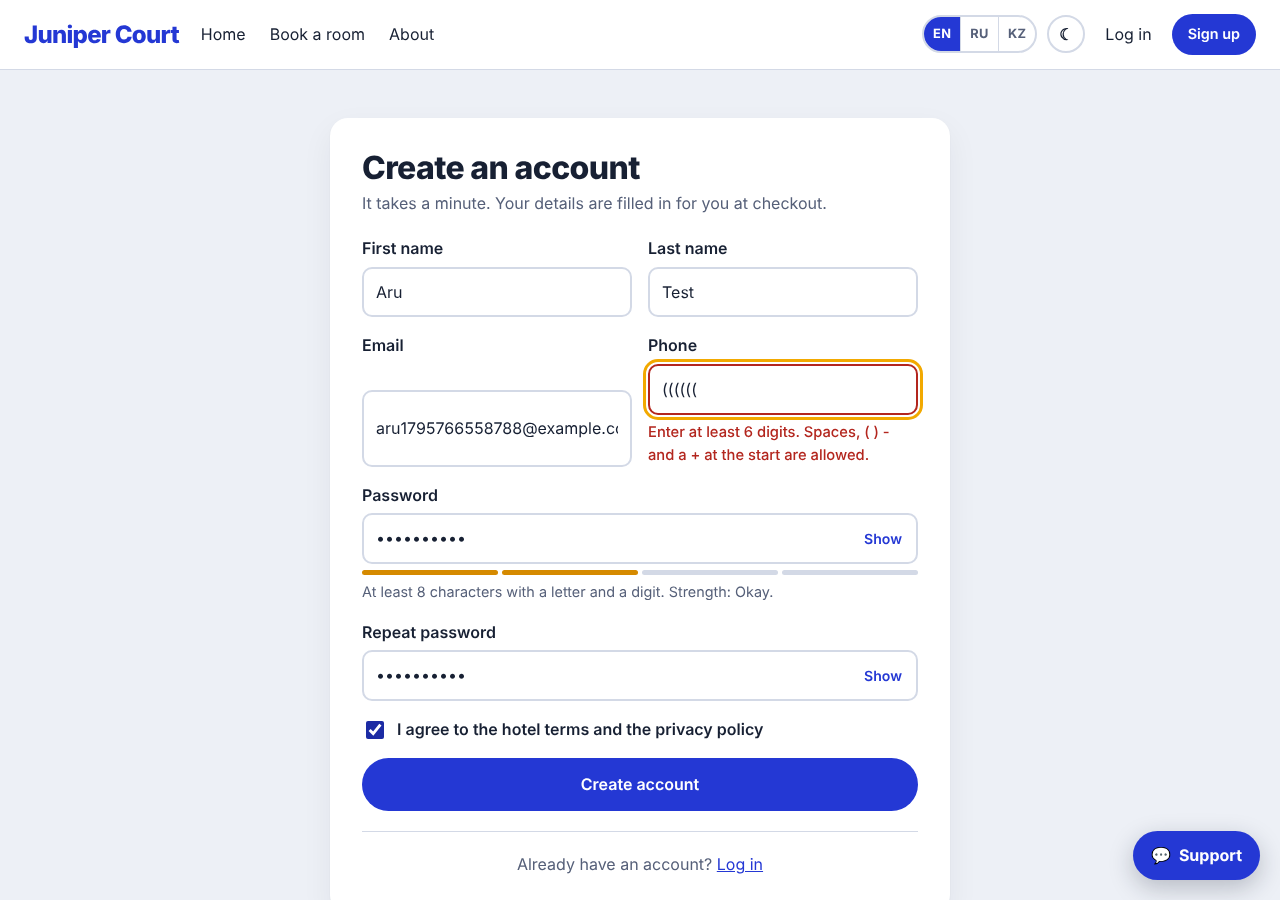 Juniper Court Home Book a room About EN RU KZ Log in Sign up
Create an account
It takes a minute. Your details are filled in for you at checkout.
First name Last name
Aru Test
Email Phone
((((((
aru1795766558788@example.co
Enter at least 6 digits. Spaces, ( ) -
and a + at the start are allowed.
Password
•••••••••• Show
At least 8 characters with a letter and a digit. Strength: Okay.
Repeat password
•••••••••• Show
I agree to the hotel terms and the privacy policy
Create account
Support
Already have an account? Log in